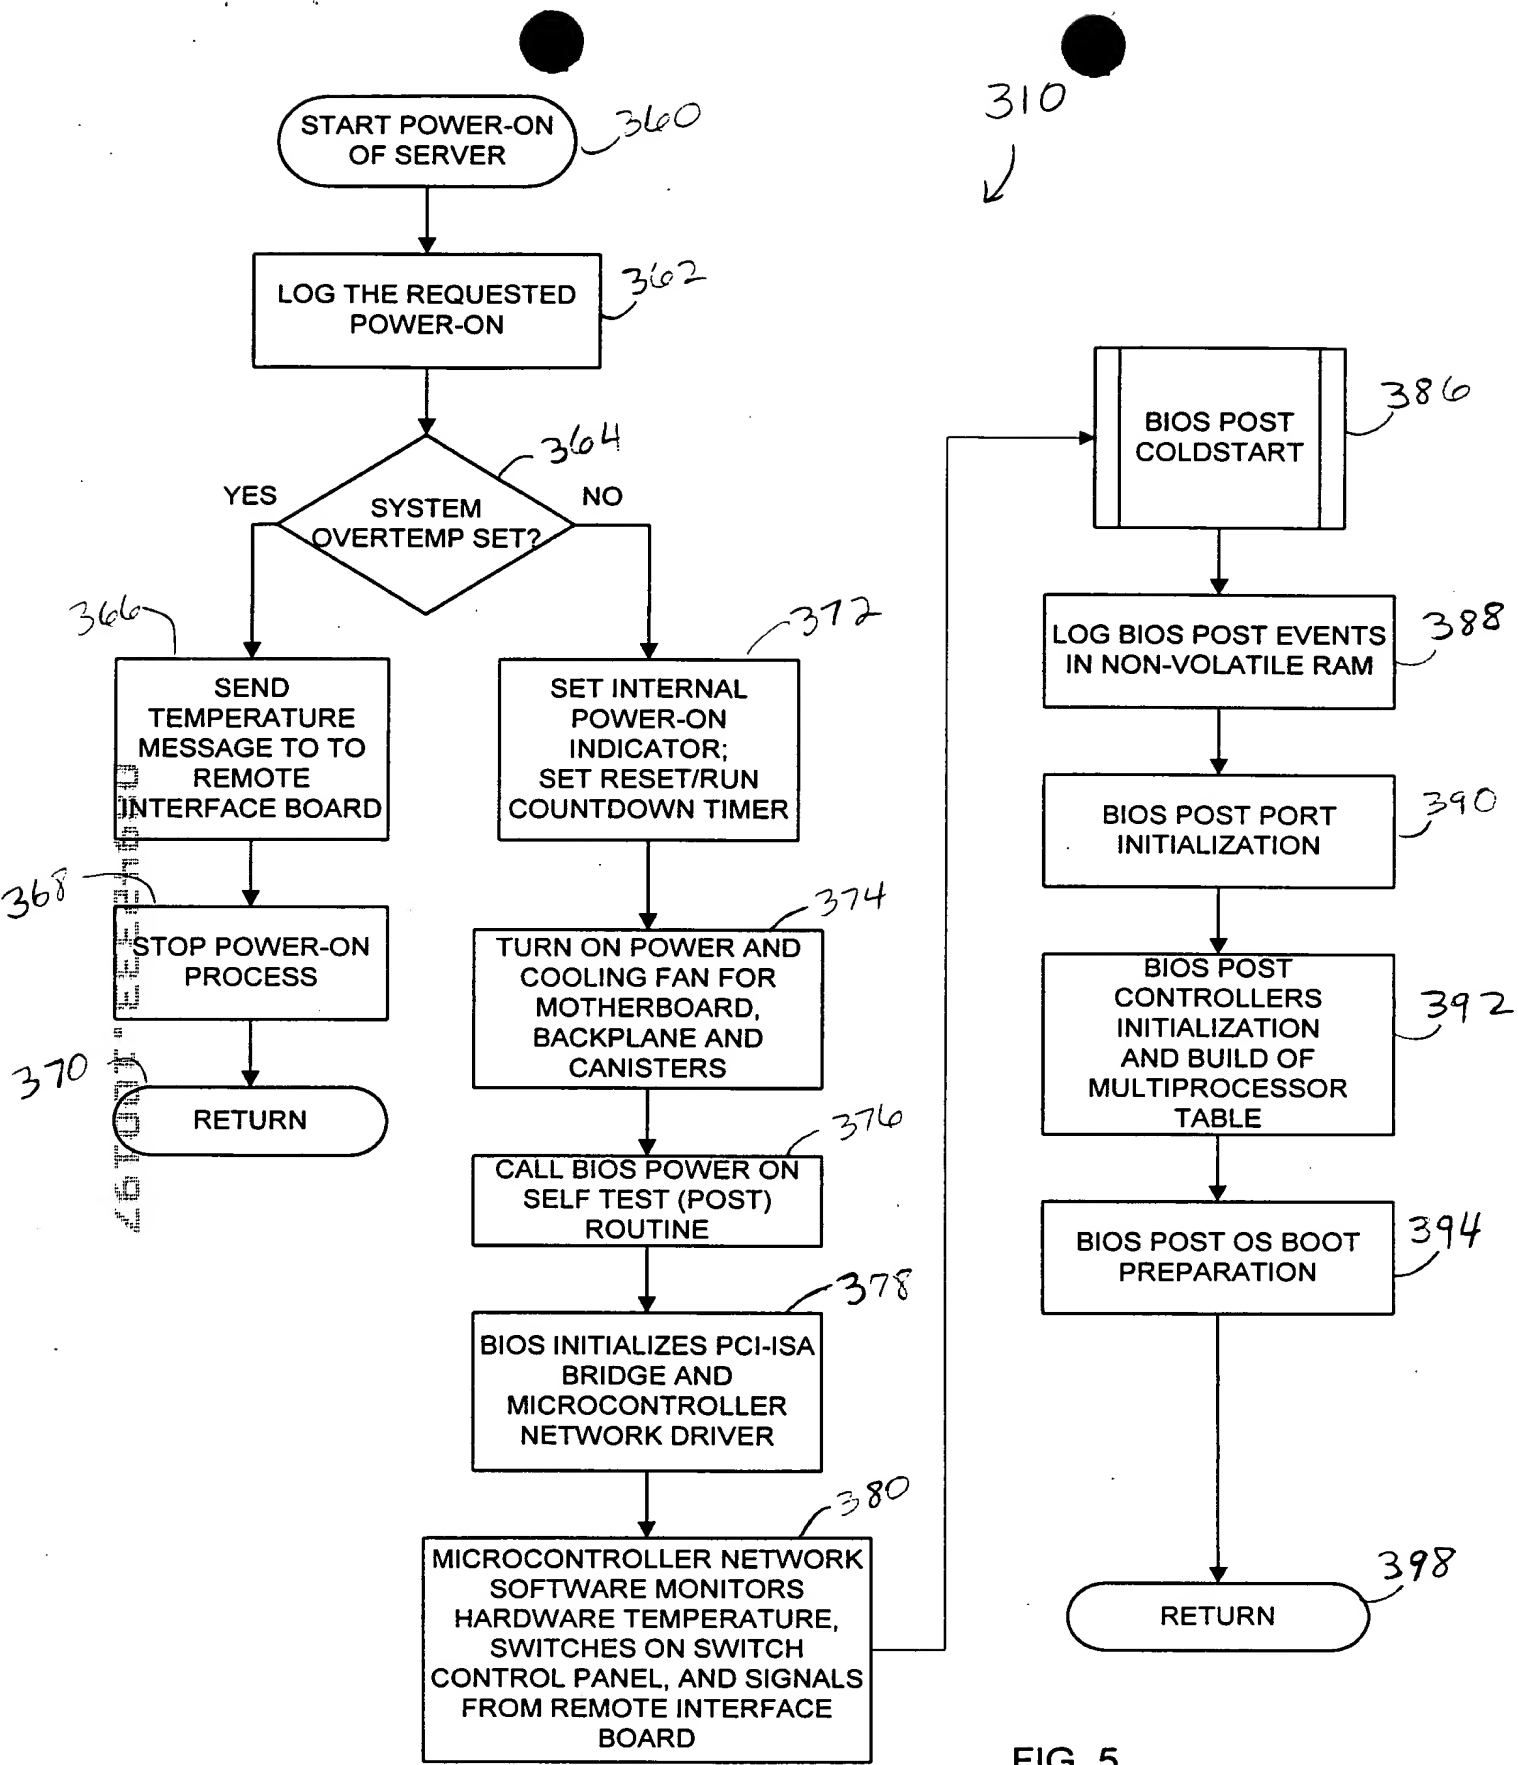 310
START POWER-ON
OF SERVER
360
LOG THE REQUESTED
POWER-ON
362
SYSTEM
OVERTEMP SET?
364
YES
NO
366
SEND
TEMPERATURE
MESSAGE TO TO
REMOTE
INTERFACE BOARD
368
STOP POWER-ON
PROCESS
370
RETURN
372
SET INTERNAL
POWER-ON
INDICATOR;
SET RESET/RUN
COUNTDOWN TIMER
374
TURN ON POWER AND
COOLING FAN FOR
MOTHERBOARD,
BACKPLANE AND
CANISTERS
376
CALL BIOS POWER ON
SELF TEST (POST)
ROUTINE
378
BIOS INITIALIZES PCI-ISA
BRIDGE AND
MICROCONTROLLER
NETWORK DRIVER
380
MICROCONTROLLER NETWORK
SOFTWARE MONITORS
HARDWARE TEMPERATURE,
SWITCHES ON SWITCH
CONTROL PANEL, AND SIGNALS
FROM REMOTE INTERFACE
BOARD
BIOS POST
COLDSTART
386
LOG BIOS POST EVENTS
IN NON-VOLATILE RAM
388
BIOS POST PORT
INITIALIZATION
390
BIOS POST
CONTROLLERS
INITIALIZATION
AND BUILD OF
MULTIPROCESSOR
TABLE
392
BIOS POST OS BOOT
PREPARATION
394
RETURN
398
FIG. 5